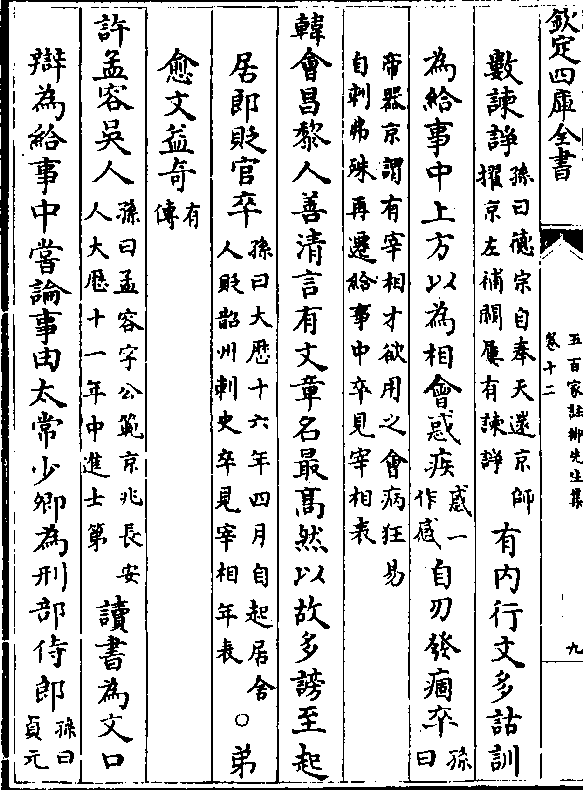 欽定四庫全書
五百家註柳先生集
卷十二
九
數諫諍
孫曰德宗自奉天還京師
擢京左補闕屢有諫諍
有内行文多詁訓
為給事中上方以為相會惑疾
惑一
作感
自刃發痼卒
孫
曰
帝器京謂有宰相才欲用之會病狂易
自刺弗殊再遷給事中卒見宰相表
韓會昌黎人善清言有文章名最高然以故多謗至起
居郎貶官卒
孫曰大厯十六年四月自起居舍
人貶韶州刺史卒見宰相年表
○弟
愈文益奇
有
傳
許孟容吳人
孫曰孟容字公範京兆長安
人大厯十一年中進士第
讀書為文口
辯為給事中嘗論事由太常少卿為刑部侍郎
孫曰
貞元